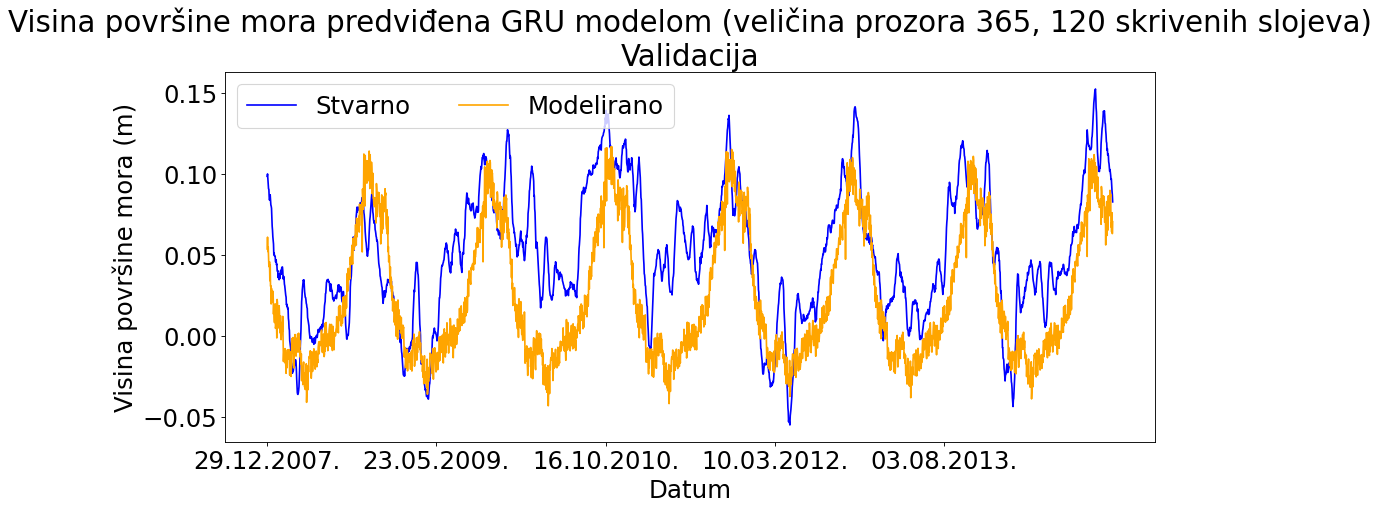 Visina površine mora predviđena GRU modelom (veličina prozora 365, 120 skrivenih slojeva)
Validacija
Stvarno
Modelirano
Visina površine mora (m)
0.15
0.10
0.05
0.00
−0.05
29.12.2007.
23.05.2009.
16.10.2010.
10.03.2012.
03.08.2013.
Datum